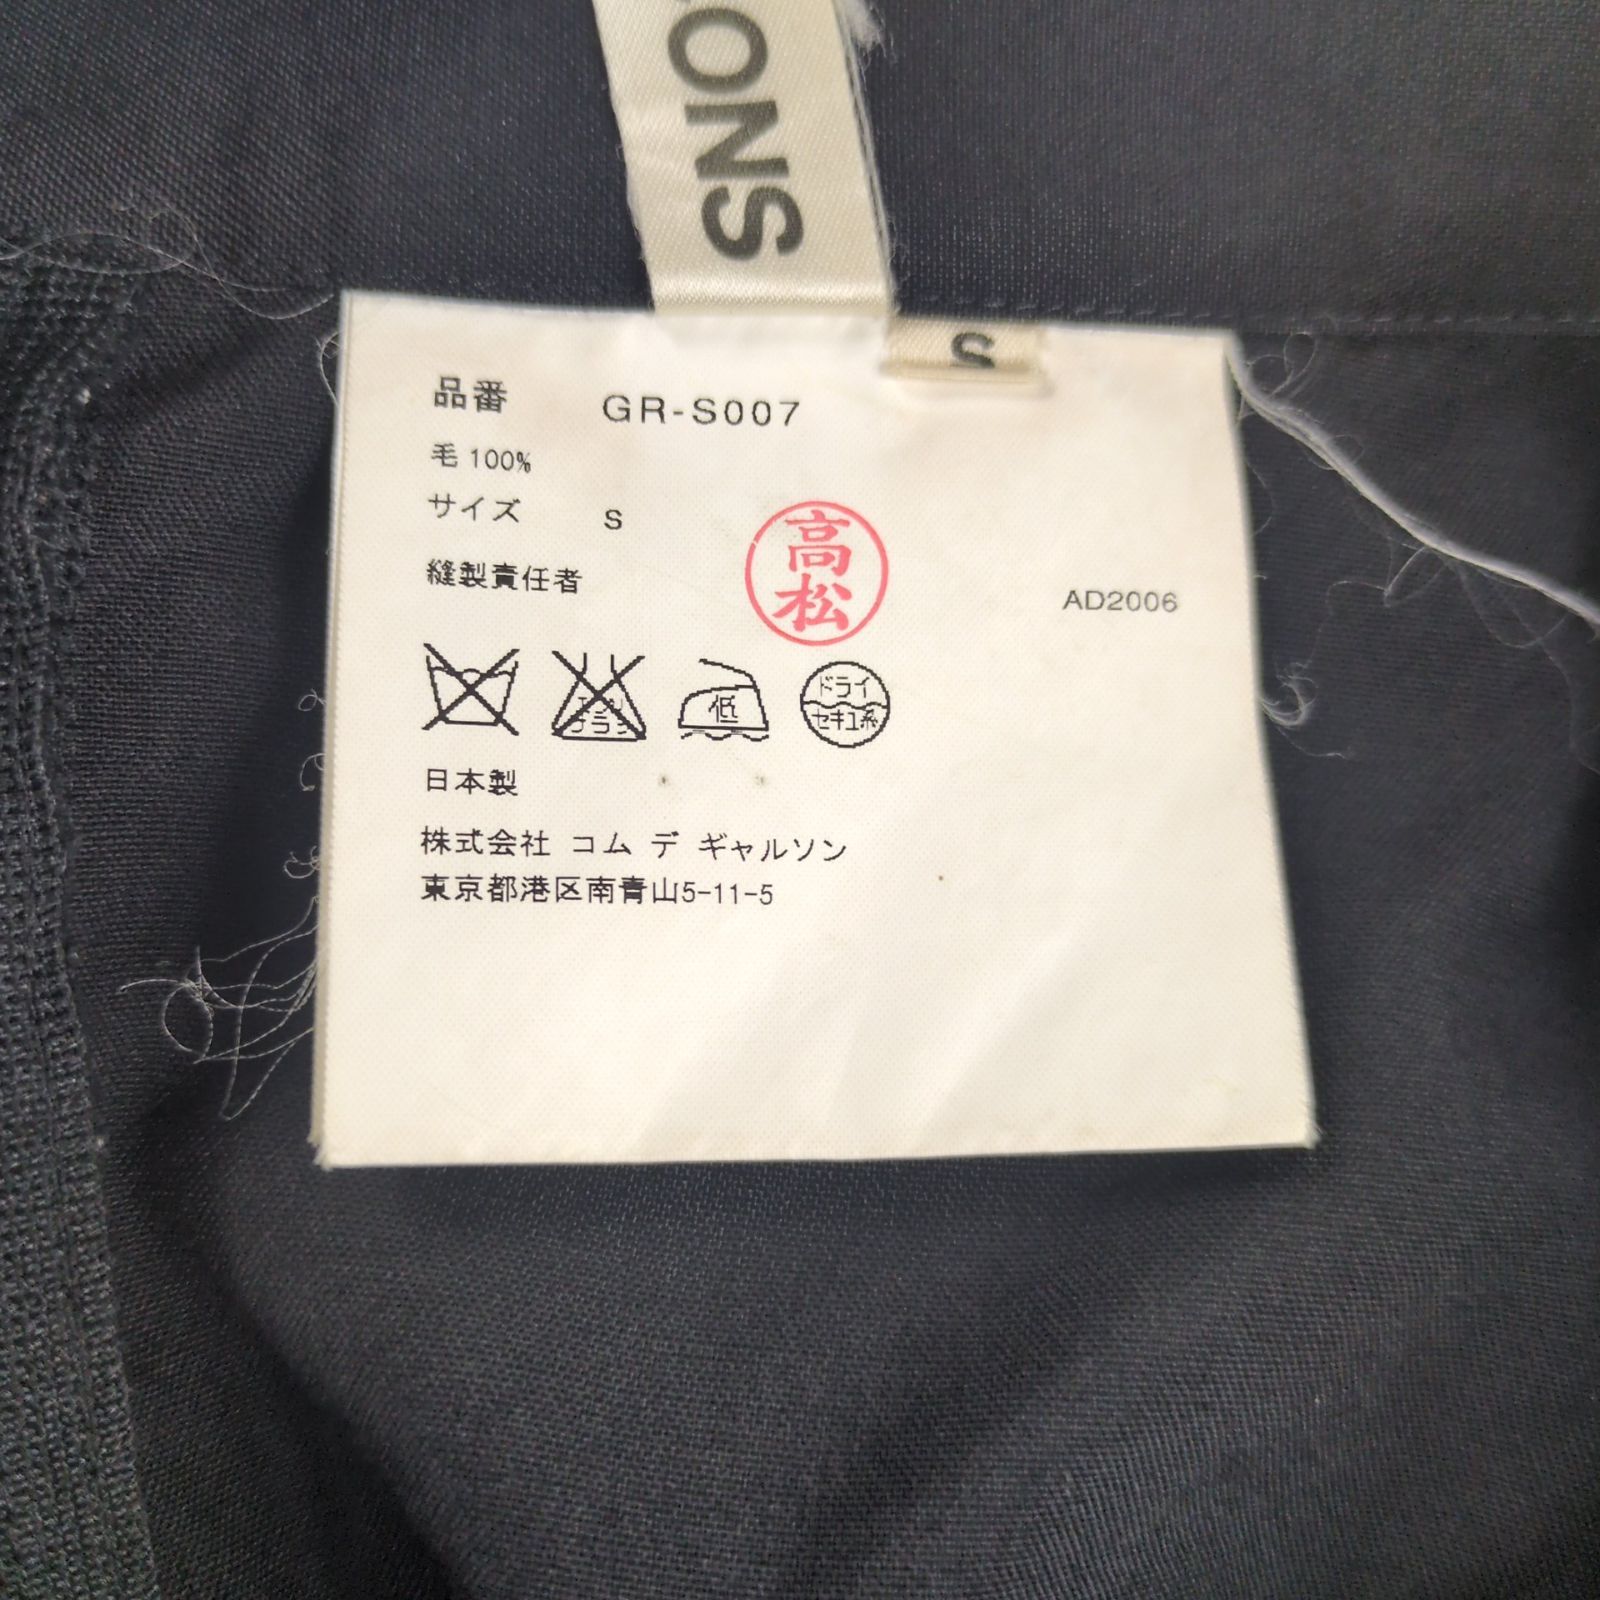 ONS
S
品番 GR-S007
毛 100%
サイズ S
縫製責任者 高松
AD2006
低
ドライ
セキユ系
日本製
株式会社 コム デ ギャルソン
東京都港区南青山5-11-5